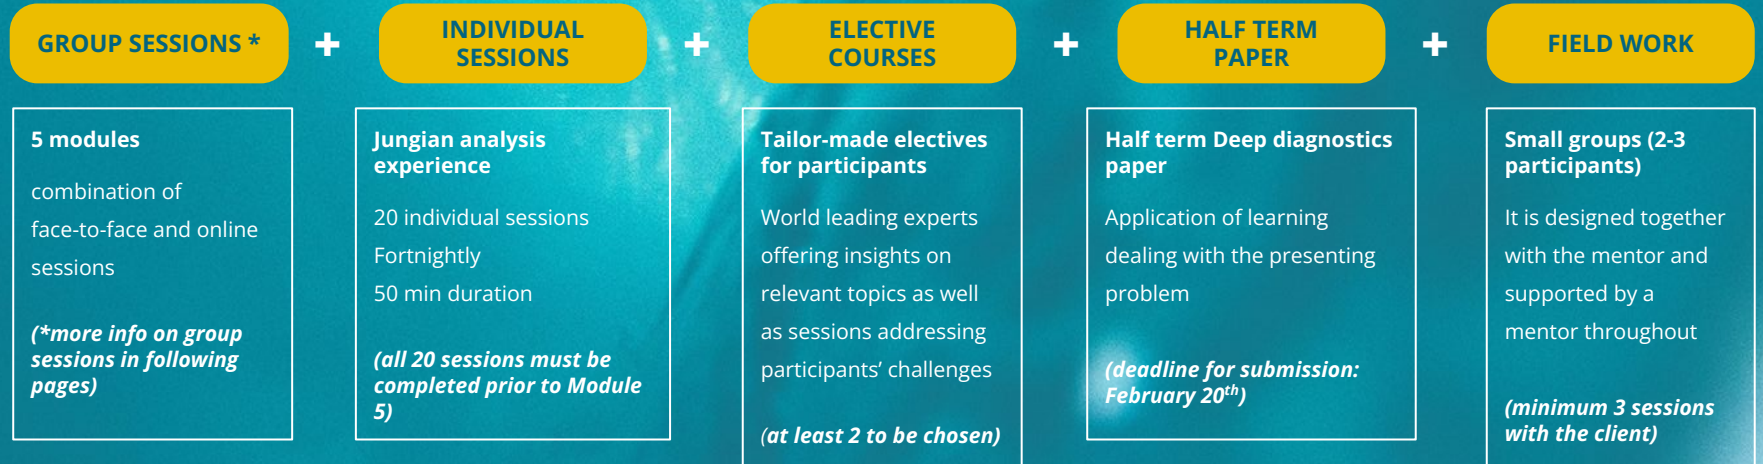 GROUP SESSIONS *
+
INDIVIDUAL
SESSIONS
+
ELECTIVE
COURSES
+
HALF TERM
PAPER
+
FIELD WORK
5 modules
combination of
face-to-face and online
sessions
(*more info on group
sessions in following
pages)
Jungian analysis
experience
20 individual sessions
Fortnightly
50 min duration
(all 20 sessions must be
completed prior to Module
5)
Tailor-made electives
for participants
World leading experts
offering insights on
relevant topics as well
as sessions addressing
participants’ challenges
(at least 2 to be chosen)
Half term Deep diagnostics
paper
Application of learning
dealing with the presenting
problem
(deadline for submission:
February 20th)
Small groups (2-3
participants)
It is designed together
with the mentor and
supported by a
mentor throughout
(minimum 3 sessions
with the client)